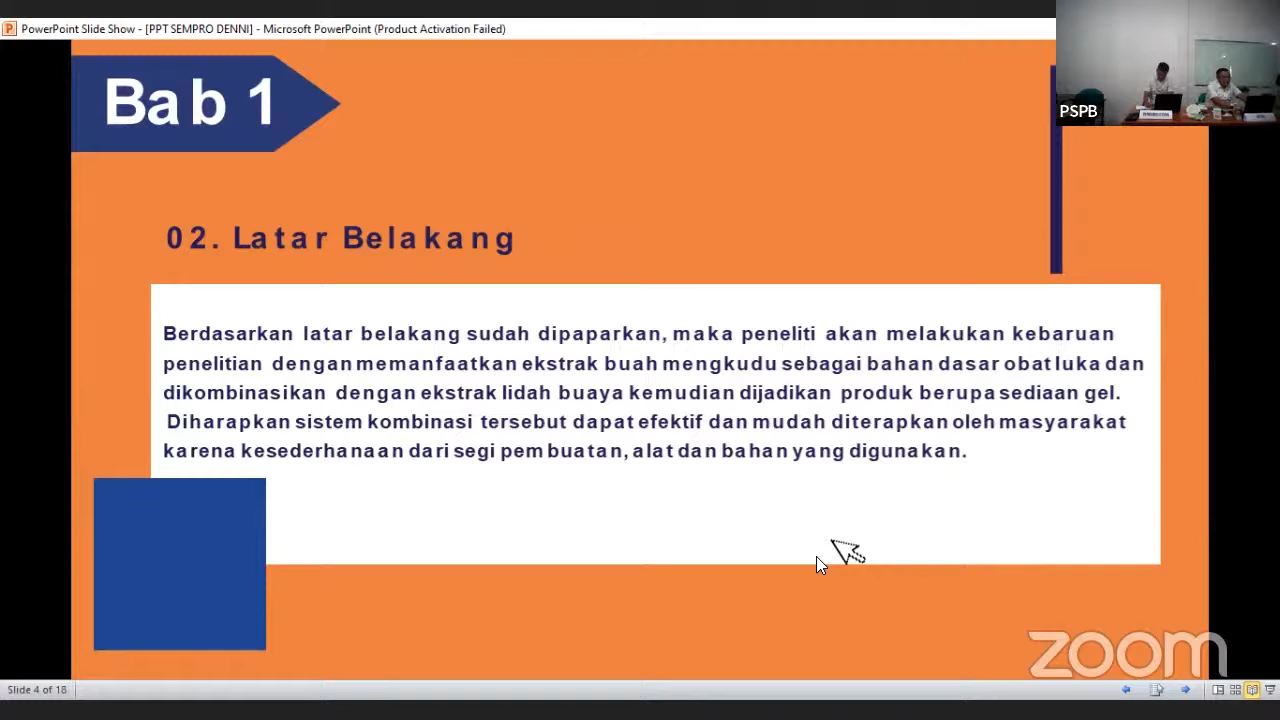 PowerPoint Slide Show - [PPT SEMPRO DENNI] - Microsoft PowerPoint (Product Activation Failed)
Bab 1
PSPB
02. Latar Belakang
Berdasarkan latar belakang sudah dipaparkan, maka peneliti akan melakukan kebaruan
penelitian dengan memanfaatkan ekstrak buah mengkudu sebagai bahan dasar obat luka dan
dikombinasikan dengan ekstrak lidah buaya kemudian dijadikan produk berupa sediaan gel.
Diharapkan sistem kombinasi tersebut dapat efektif dan mudah diterapkan oleh masyarakat
karena kesederhanaan dari segi pembuatan, alat dan bahan yang digunakan.
zoom
Slide 4 of 18